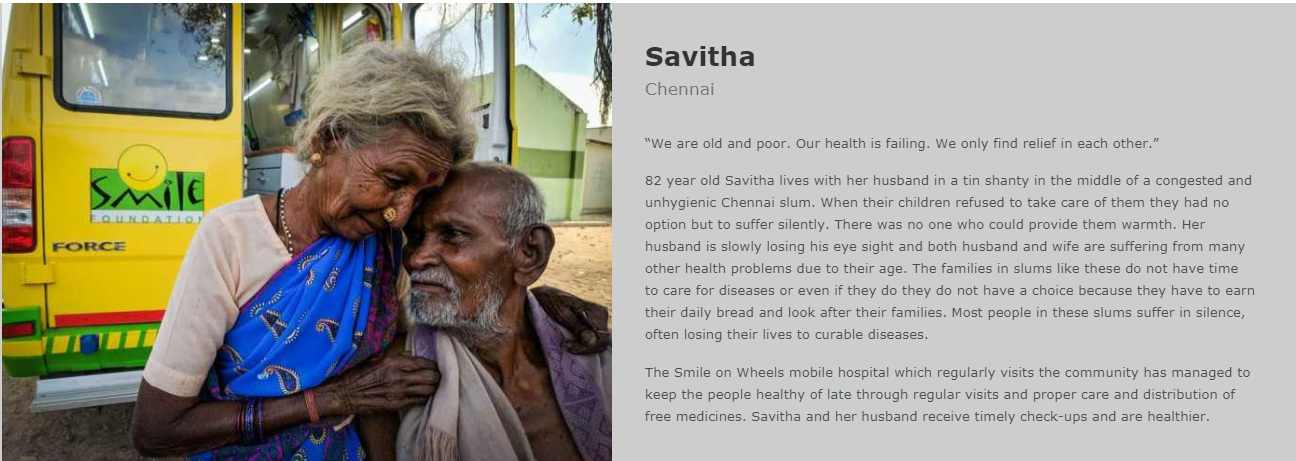 SMILE
FOUNDATION
FORCE
Savitha
Chennai
“We are old and poor. Our health is failing. We only find relief in each other.”
82 year old Savitha lives with her husband in a tin shanty in the middle of a congested and
unhygienic Chennai slum. When their children refused to take care of them they had no
option but to suffer silently. There was no one who could provide them warmth. Her
husband is slowly losing his eye sight and both husband and wife are suffering from many
other health problems due to their age. The families in slums like these do not have time
to care for diseases or even if they do they do not have a choice because they have to earn
their daily bread and look after their families. Most people in these slums suffer in silence,
often losing their lives to curable diseases.
The Smile on Wheels mobile hospital which regularly visits the community has managed to
keep the people healthy of late through regular visits and proper care and distribution of
free medicines. Savitha and her husband receive timely check-ups and are healthier.